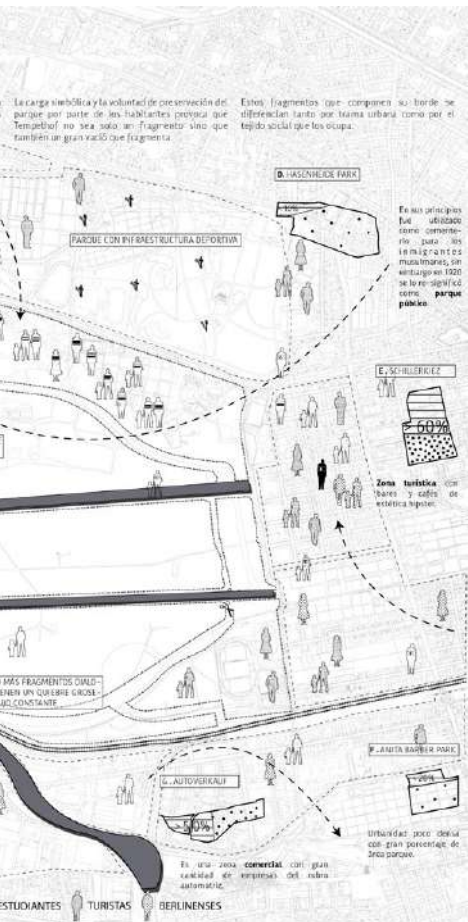 La carga simbólica y la voluntad de preservación del
parque por parte de los habitantes provoca que
Tempelhof no sea solo un fragmento sino que
también un gran vacío que fragmenta.
Estos fragmentos que componen su borde se
diferencian tanto por trama urbana como por el
tejido social que los ocupa.
D. HASENHEIDE PARK
PARQUE CON INFRAESTRUCTURA DEPORTIVA
En sus principios
fue utilizado
como cemente-
rio para los
inmigrantes
musulmanes, sin
embargo en 1920
se lo re-significó
como parque
público.
E. SCHILLERKIEZ
> 60%
Zona turística con
bares y cafés de
estética hipster.
MÁS FRAGMENTOS DIALO-
ENEN UN QUIEBRE GROSE-
UJO CONSTANTE
F. ANITA BARBER PARK
G. AUTOVERKAUF
> 50%
Urbanidad poco densa
con gran porcentaje de
área parque.
Es una zona comercial con gran
cantidad de empresas del rubro
automotriz.
ESTUDIANTES TURISTAS BERLINENSES